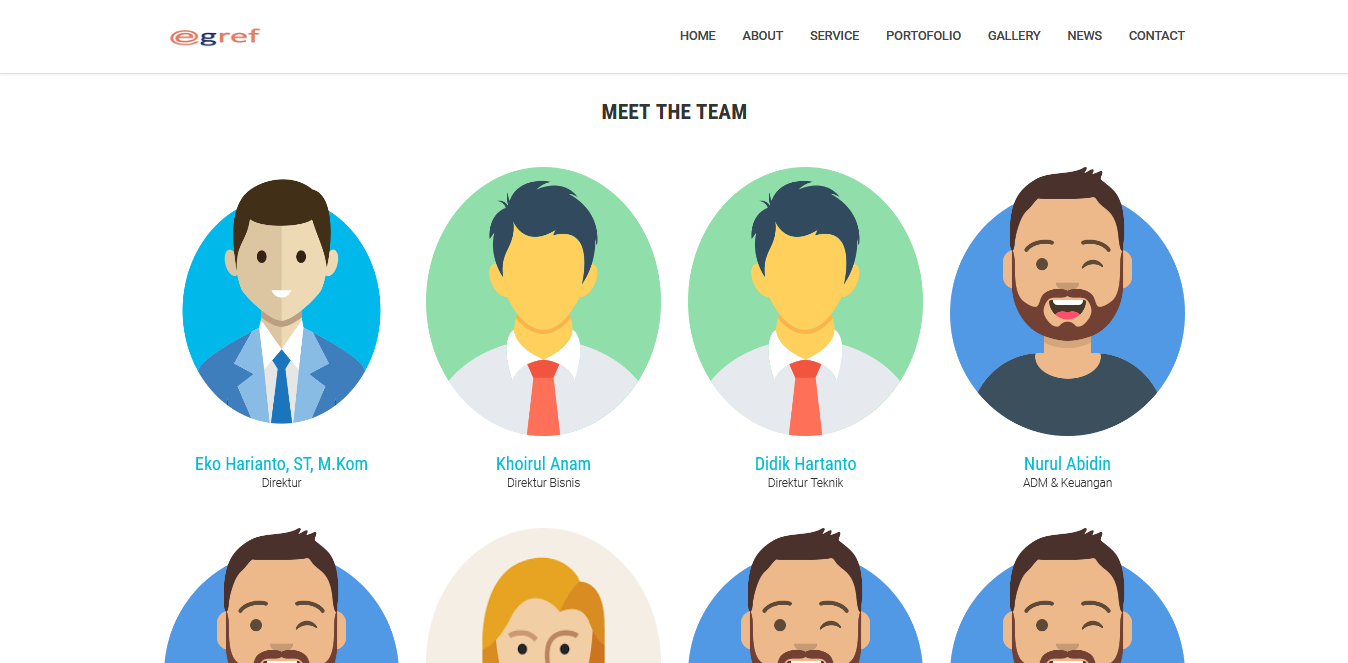 egref
HOME ABOUT SERVICE PORTOFOLIO GALLERY NEWS CONTACT
MEET THE TEAM
Eko Harianto, ST, M.Kom
Direktur
Khoirul Anam
Direktur Bisnis
Didik Hartanto
Direktur Teknik
Nurul Abidin
ADM & Keuangan